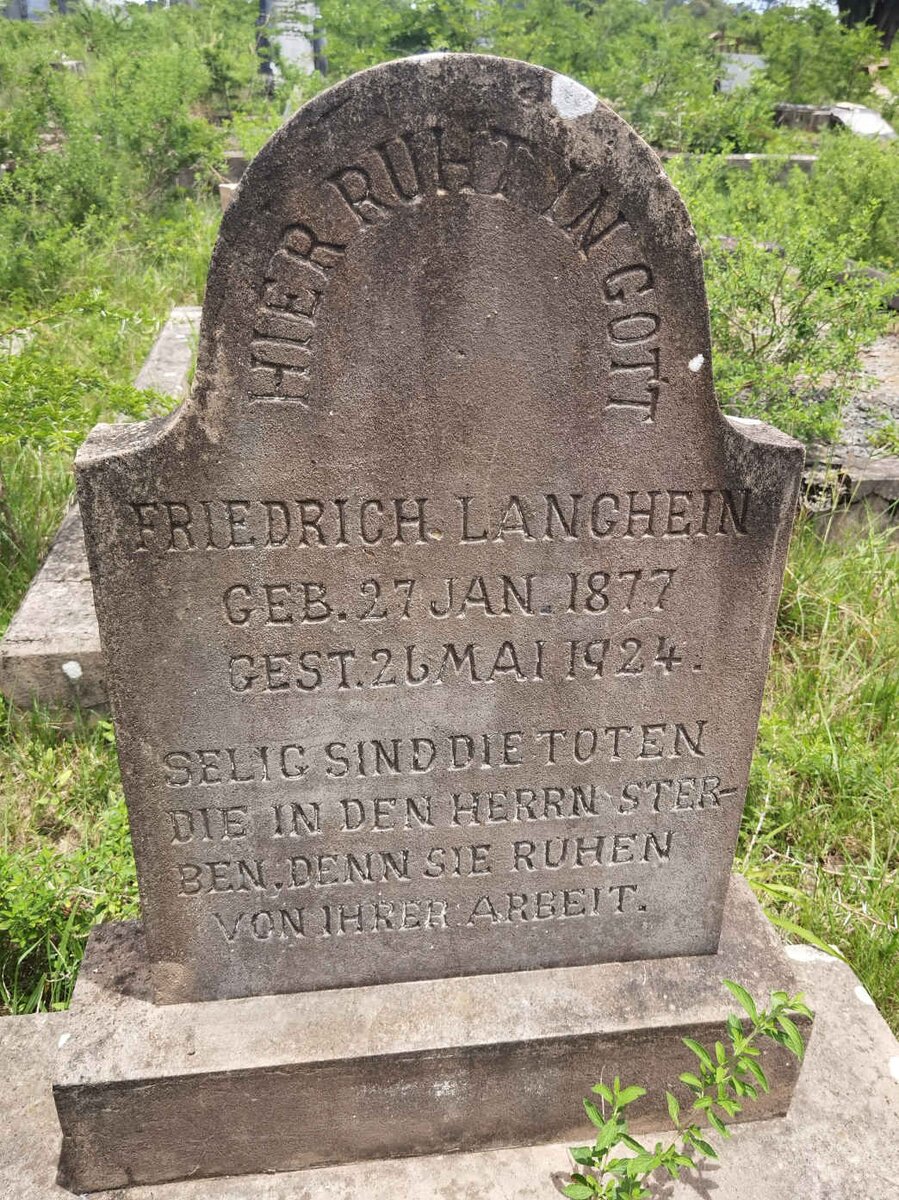 HIER RUHT IN GOTT
FRIEDRICH LANGHEIN
GEB. 27 JAN. 1877
GEST. 26 MAI 1924.
SELIG SIND DIE TOTEN
DIE IN DEN HERRN STER-
BEN, DENN SIE RUHEN
VON IHRER ARBEIT.